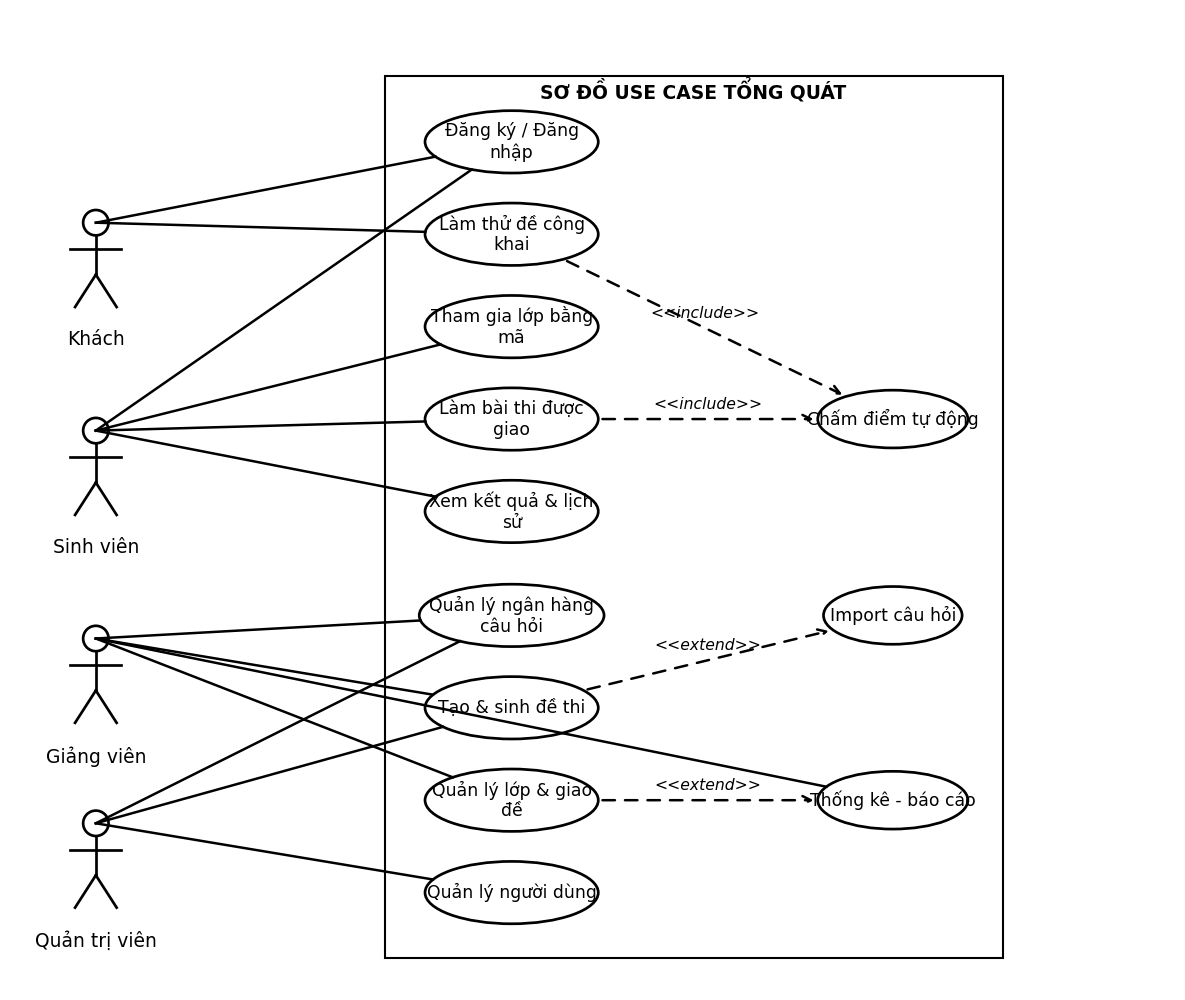 SƠ ĐỒ USE CASE TỔNG QUÁT
Đăng ký / Đăng
nhập
Làm thử đề công
khai
<<include>>
Khách
Tham gia lớp bằng
mã
Làm bài thi được
giao
<<include>>
Chấm điểm tự động
Xem kết quả & lịch
sử
Sinh viên
Quản lý ngân hàng
câu hỏi
Import câu hỏi
<<extend>>
Tạo & sinh đề thi
Giảng viên
Quản lý lớp & giao
đề
<<extend>>
Thống kê - báo cáo
Quản lý người dùng
Quản trị viên